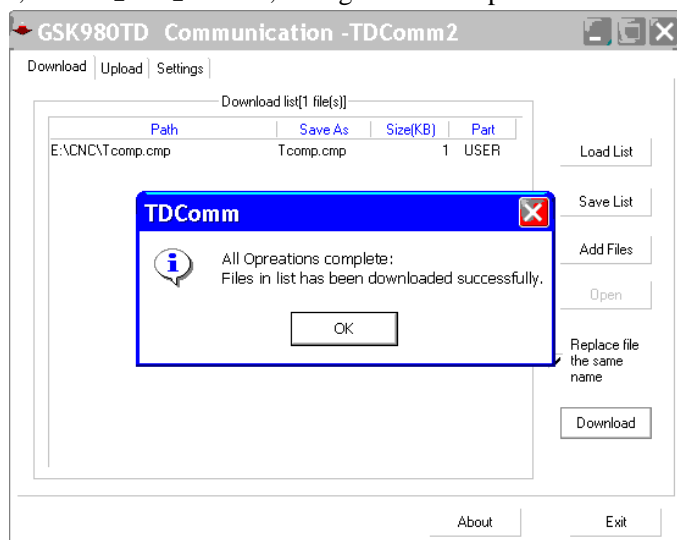 GSK980TD Communication -TDComm2
Download Upload Settings
Download list[1 file(s)]
Path Save As Size(KB) Part
E:\CNC\Tcomp.cmp Tcomp.cmp 1 USER
Load List
Save List
Add Files
Open
Replace file
the same
name
Download
TDComm
All Opreations complete:
Files in list has been downloaded successfully.
OK
About Exit